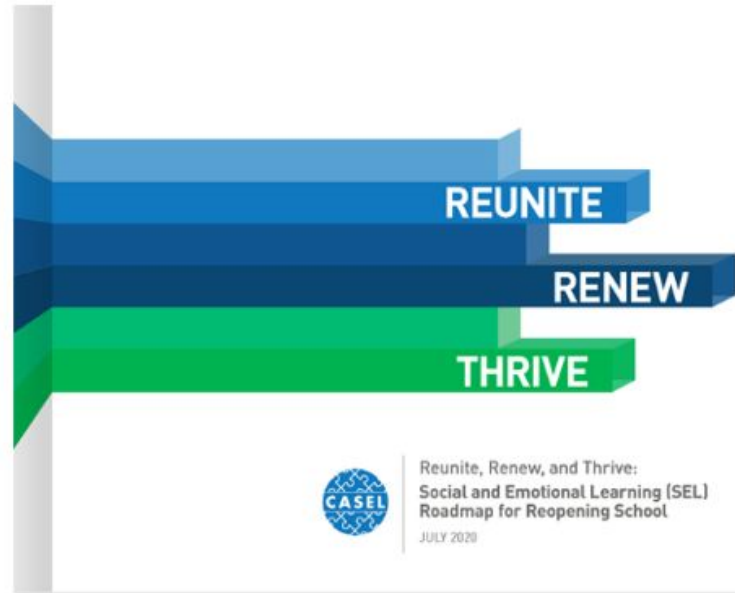 REUNITE
RENEW
THRIVE
CASEL
Reunite, Renew, and Thrive:
Social and Emotional Learning (SEL)
Roadmap for Reopening School
JULY 2020